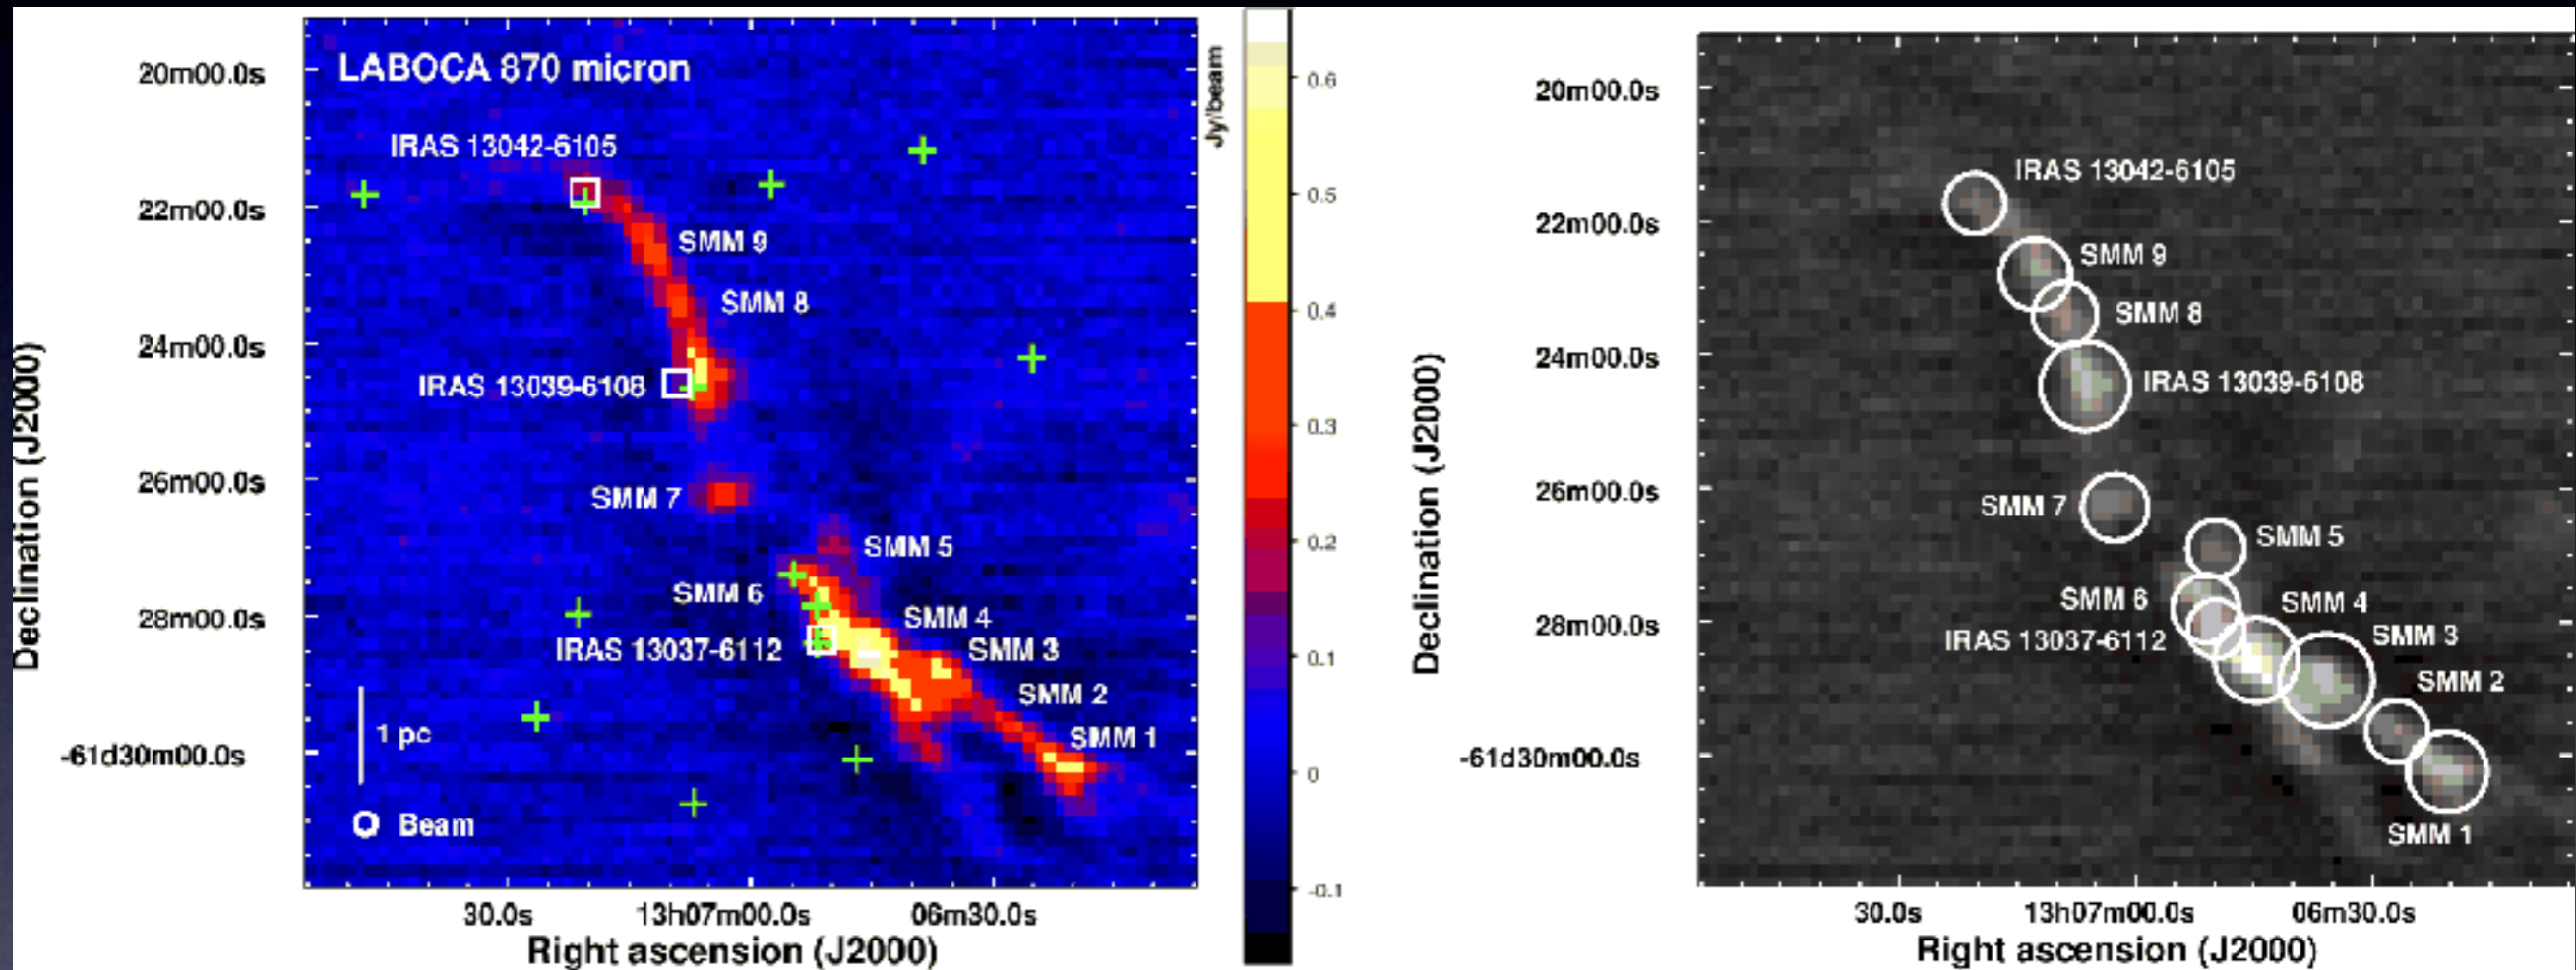 LABOCA 870 micron
IRAS 13042-6105
SMM 9
SMM 8
IRAS 13039-6108
SMM 7
SMM 5
SMM 6
SMM 4
IRAS 13037-6112
SMM 3
SMM 2
1 pc
SMM 1
Beam
20m00.0s
22m00.0s
24m00.0s
26m00.0s
28m00.0s
-61d30m00.0s
Declination (J2000)
30.0s
13h07m00.0s
06m30.0s
Right ascension (J2000)
Jy/beam
0.6
0.5
0.4
0.3
0.2
0.1
0
-0.1
20m00.0s
22m00.0s
24m00.0s
26m00.0s
28m00.0s
-61d30m00.0s
Declination (J2000)
IRAS 13042-6105
SMM 9
SMM 8
IRAS 13039-6108
SMM 7
SMM 5
SMM 6
SMM 4
IRAS 13037-6112
SMM 3
SMM 2
SMM 1
30.0s
13h07m00.0s
06m30.0s
Right ascension (J2000)